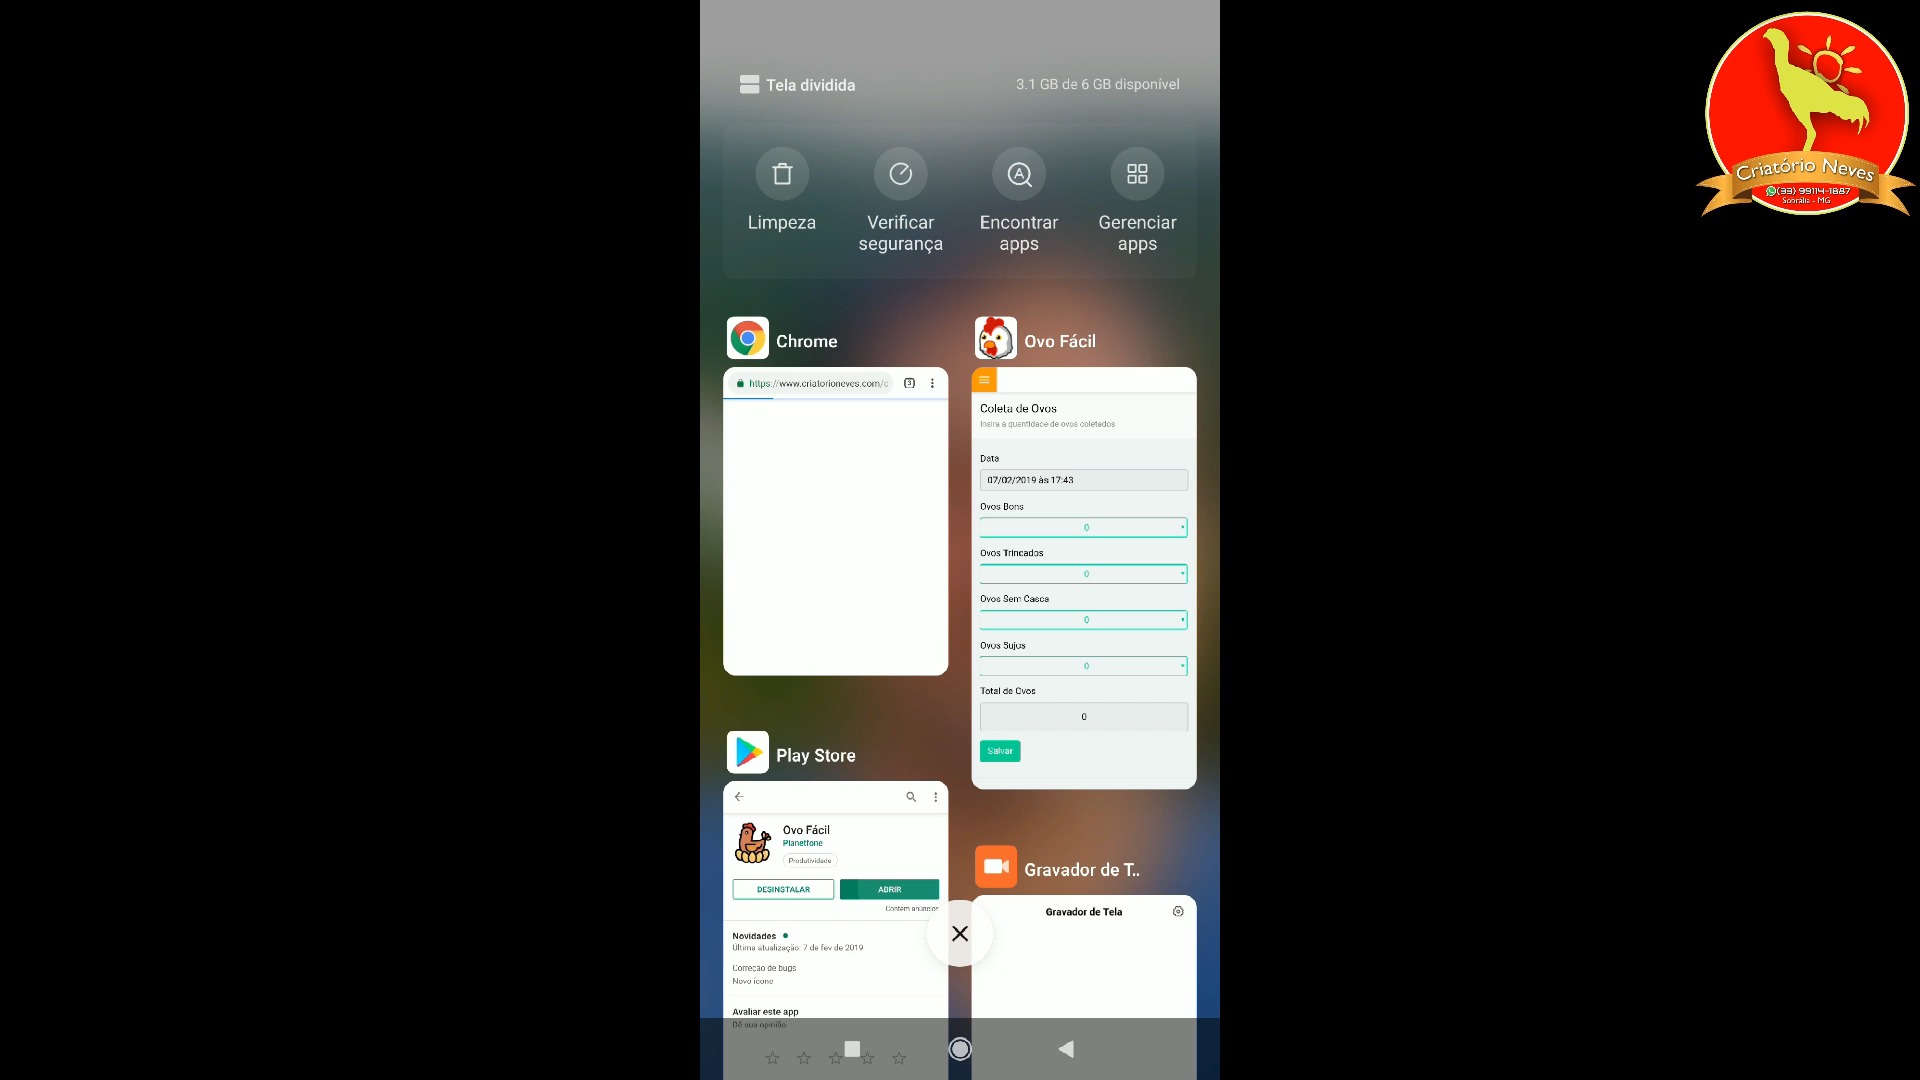 Tela dividida
3.1 GB de 6 GB disponível
Limpeza
Verificar
segurança
Encontrar
apps
Gerenciar
apps
Chrome
https://www.criatorioneves.com/c
3
Ovo Fácil
Coleta de Ovos
Insira a quantidade de ovos coletados
Data
07/02/2019 às 17:43
Ovos Bons
0
Ovos Trincados
0
Ovos Sem Casca
0
Ovos Sujos
0
Total de Ovos
0
Salvar
Play Store
Ovo Fácil
Planetfone
Produtividade
DESINSTALAR
ABRIR
Contém anúncios
Novidades
Última atualização: 7 de fev de 2019
Correção de bugs
Novo ícone
Avaliar este app
Dê sua opinião
Gravador de T..
Gravador de Tela
Criatório Neves
(33) 99114-1887
Sobrália - MG